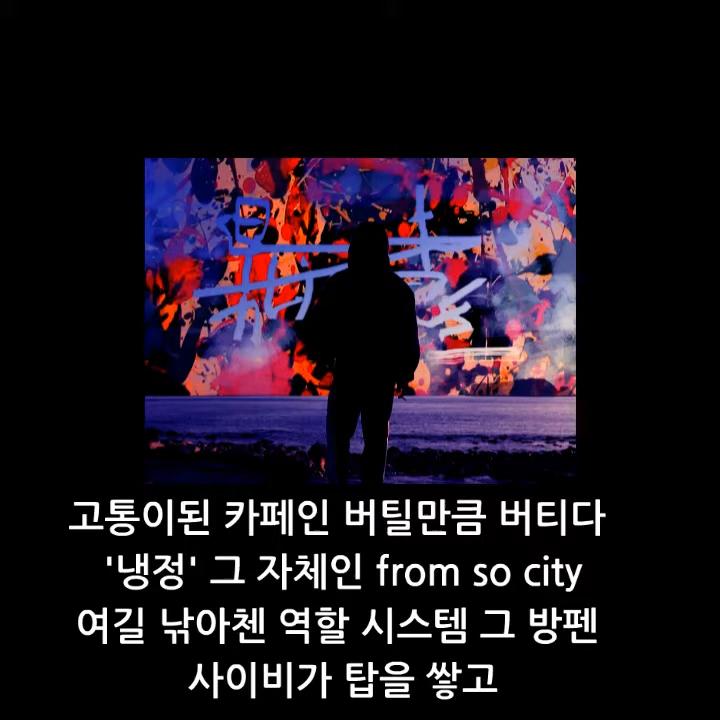 고통이된 카페인 버틸만큼 버티다
'냉정' 그 자체인 from so city
여길 낚아첸 역할 시스템 그 방펜
사이비가 탑을 쌓고